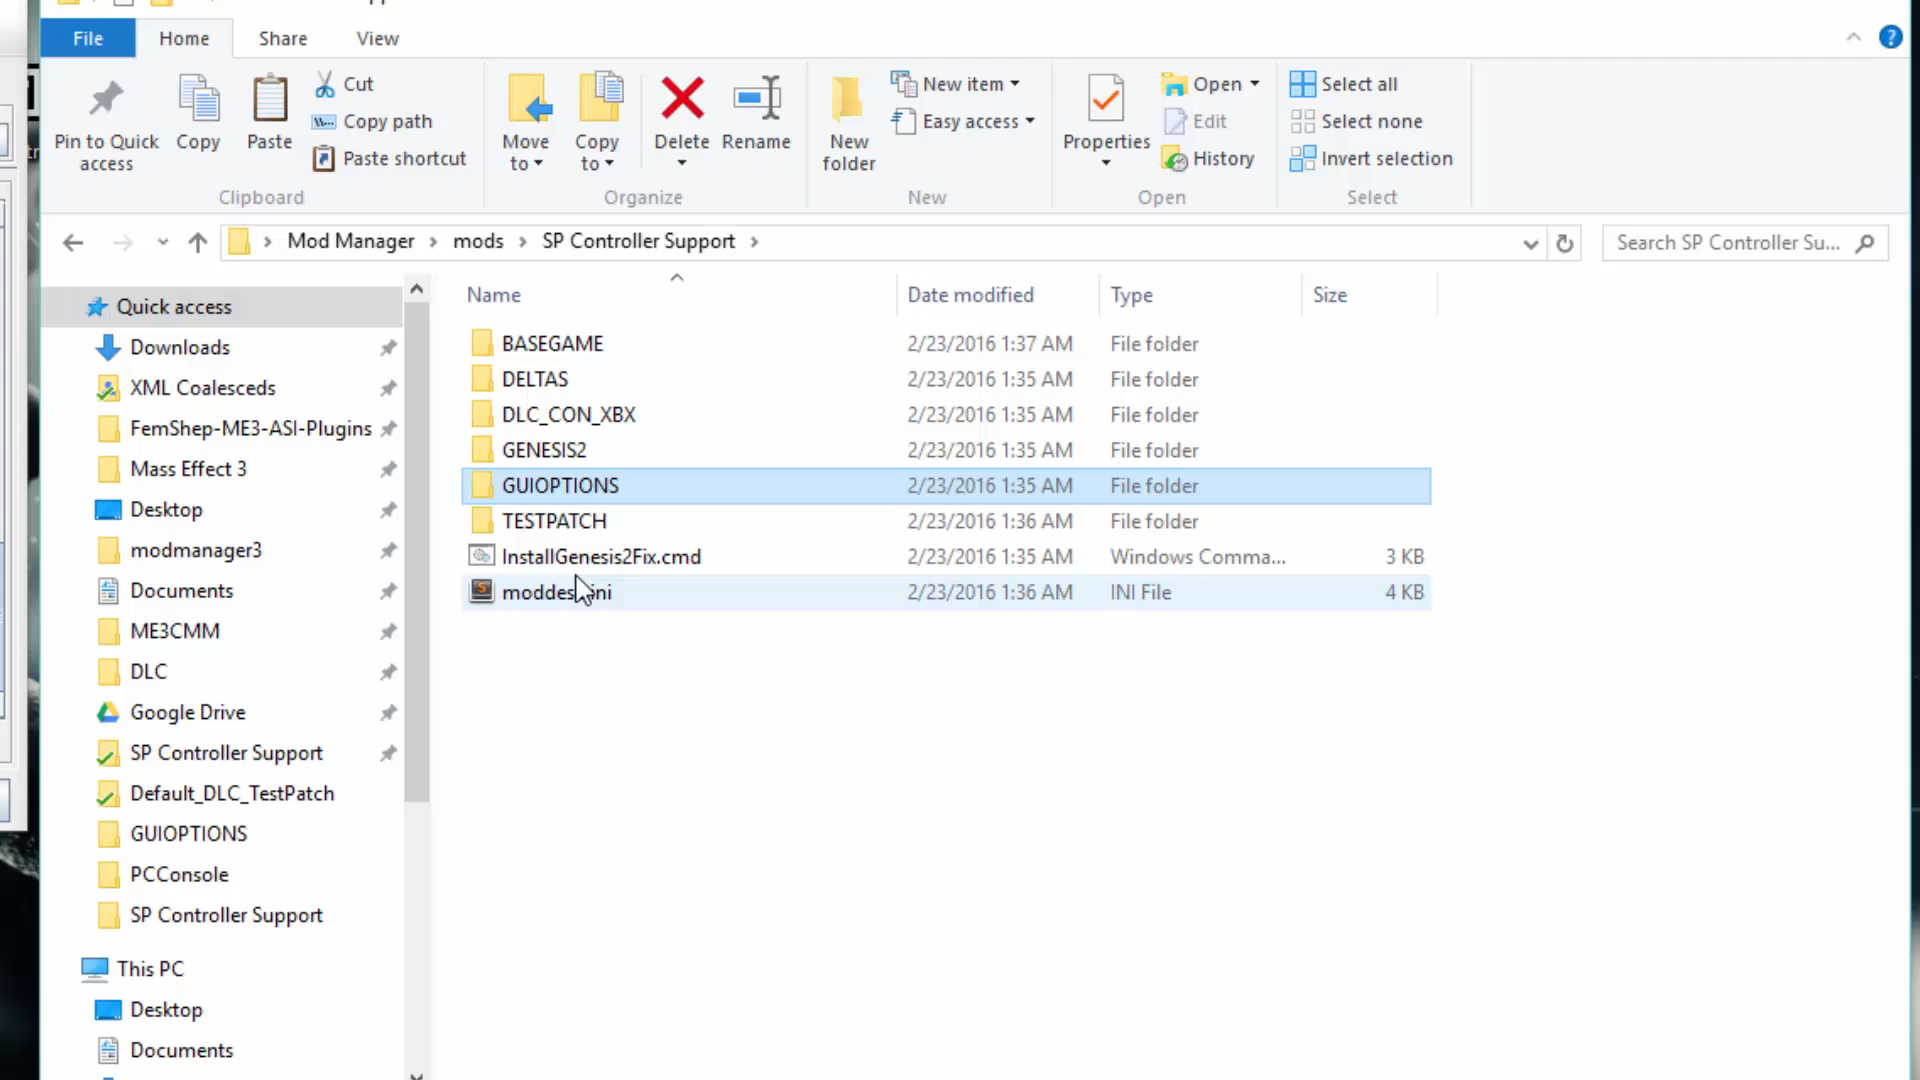 File
Home
Share
View
Pin to Quick access
Copy
Paste
Cut
Copy path
Paste shortcut
Move to
Copy to
Delete
Rename
New folder
New item
Easy access
Properties
Open
Edit
History
Select all
Select none
Invert selection
Clipboard
Organize
New
Open
Select
Mod Manager > mods > SP Controller Support >
Search SP Controller Su...
Name Date modified Type Size
Quick access
Downloads
XML Coalesceds
FemShep-ME3-ASI-Plugins
Mass Effect 3
Desktop
modmanager3
Documents
ME3CMM
DLC
Google Drive
SP Controller Support
Default_DLC_TestPatch
GUIOPTIONS
PCConsole
SP Controller Support
This PC
Desktop
Documents
BASEGAME 2/23/2016 1:37 AM File folder
DELTAS 2/23/2016 1:35 AM File folder
DLC_CON_XBX 2/23/2016 1:35 AM File folder
GENESIS2 2/23/2016 1:35 AM File folder
GUIOPTIONS 2/23/2016 1:35 AM File folder
TESTPATCH 2/23/2016 1:36 AM File folder
InstallGenesis2Fix.cmd 2/23/2016 1:35 AM Windows Comma... 3 KB
2/23/2016 1:36 AM INI File 4 KB